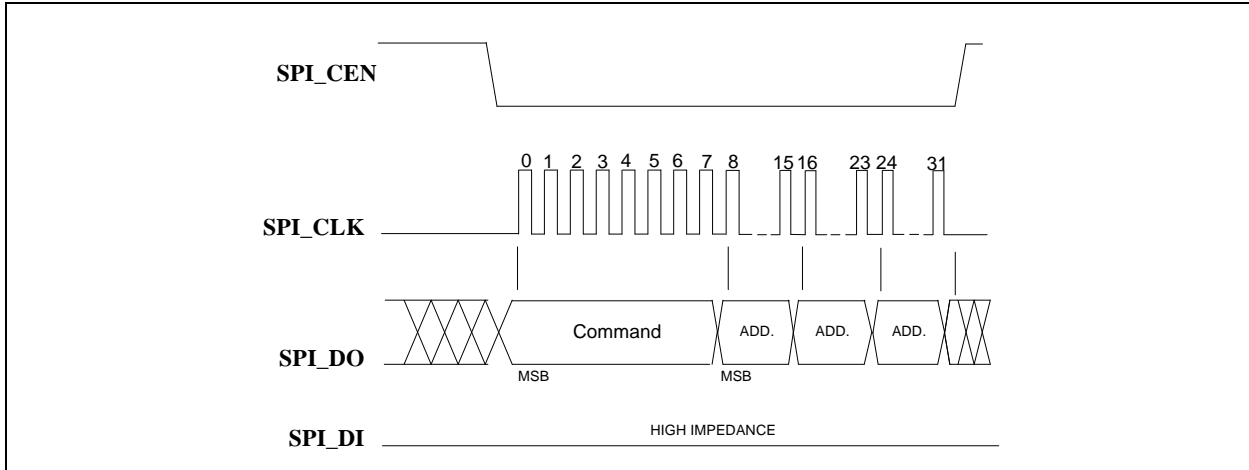 SPI_CEN
0 1 2 3 4 5 6 7 8 15 16 23 24 31
SPI_CLK
Command ADD. ADD. ADD.
SPI_DO
MSB MSB
HIGH IMPEDANCE
SPI_DI